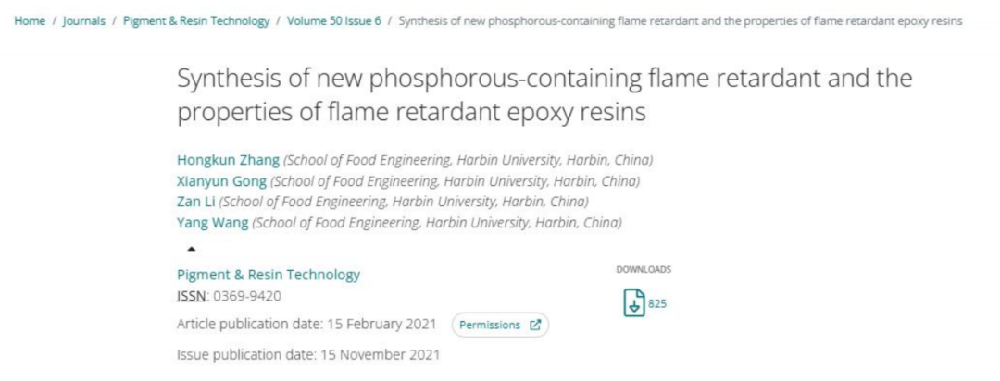 Home / Journals / Pigment & Resin Technology / Volume 50 Issue 6 / Synthesis of new phosphorous-containing flame retardant and the properties of flame retardant epoxy resins
Synthesis of new phosphorous-containing flame retardant and the
properties of flame retardant epoxy resins
Hongkun Zhang (School of Food Engineering, Harbin University, Harbin, China)
Xianyun Gong (School of Food Engineering, Harbin University, Harbin, China)
Zan Li (School of Food Engineering, Harbin University, Harbin, China)
Yang Wang (School of Food Engineering, Harbin University, Harbin, China)
Pigment & Resin Technology
ISSN: 0369-9420
Article publication date: 15 February 2021 Permissions
Issue publication date: 15 November 2021
DOWNLOADS
825